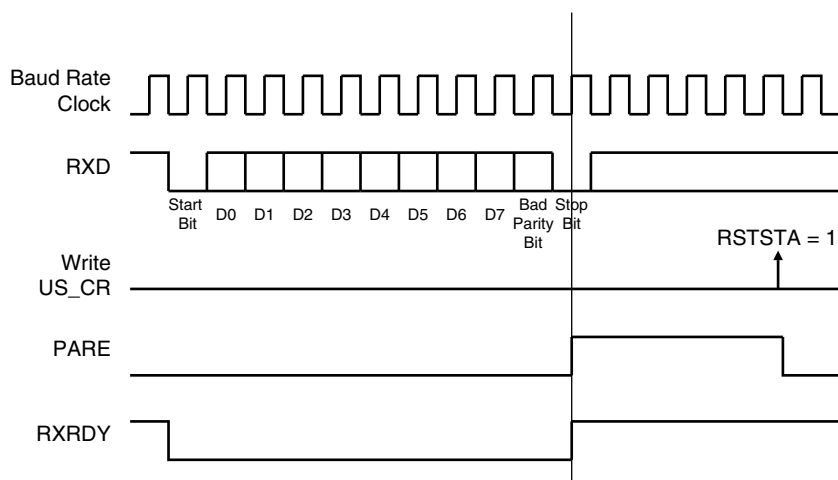 Baud Rate
Clock
RXD
Start
Bit
D0 D1 D2 D3 D4 D5 D6 D7
Bad
Parity
Bit
Stop
Bit
RSTSTA = 1
Write
US_CR
PARE
RXRDY